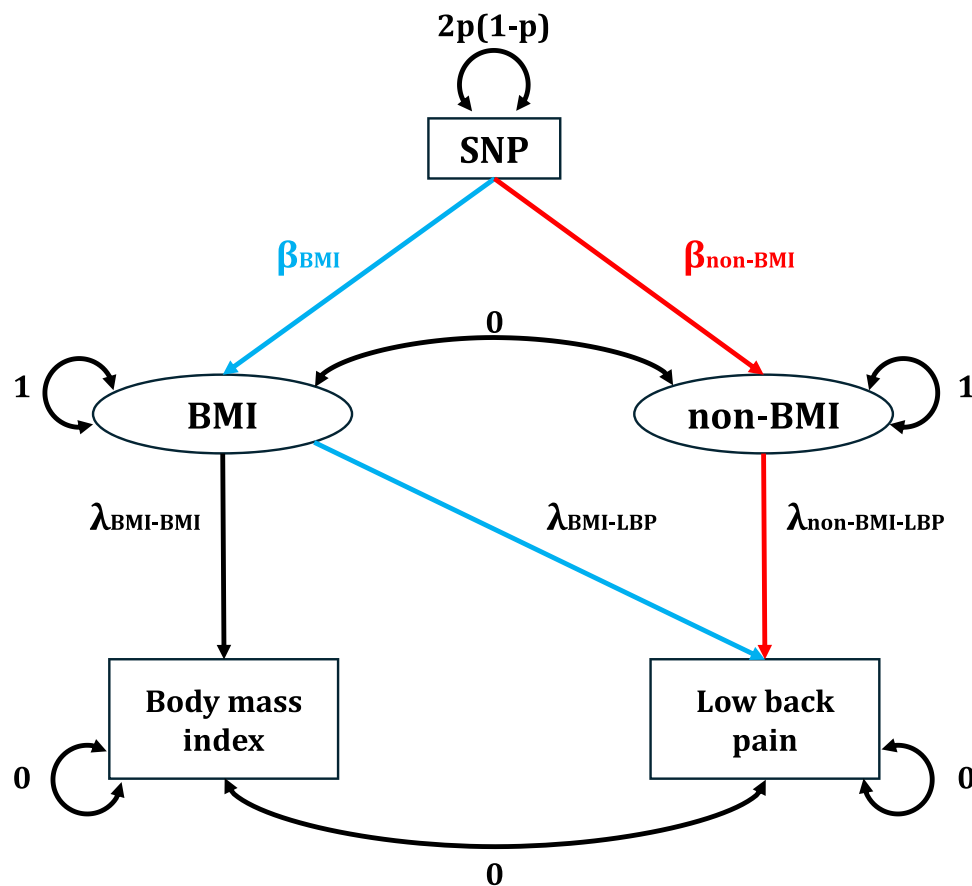 2p(1-p)
SNP
βBMI
βnon-BMI
0
1
BMI
non-BMI
1
λBMI-BMI
λBMI-LBP
λnon-BMI-LBP
Body mass
index
Low back
pain
0
0
0